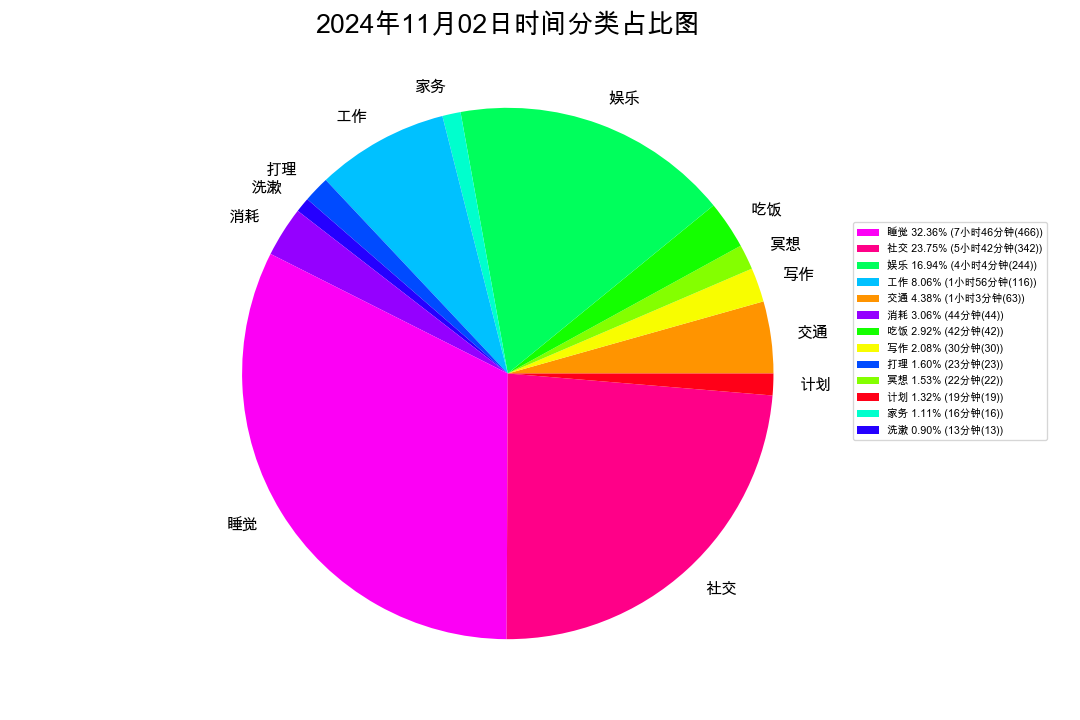 2024年11月02日时间分类占比图
家务
娱乐
工作
打理
洗漱
消耗
吃饭
冥想
写作
交通
计划
睡觉
社交
睡觉 32.36% (7小时46分钟(466))
社交 23.75% (5小时42分钟(342))
娱乐 16.94% (4小时4分钟(244))
工作 8.06% (1小时56分钟(116))
交通 4.38% (1小时3分钟(63))
消耗 3.06% (44分钟(44))
吃饭 2.92% (42分钟(42))
写作 2.08% (30分钟(30))
打理 1.60% (23分钟(23))
冥想 1.53% (22分钟(22))
计划 1.32% (19分钟(19))
家务 1.11% (16分钟(16))
洗漱 0.90% (13分钟(13))